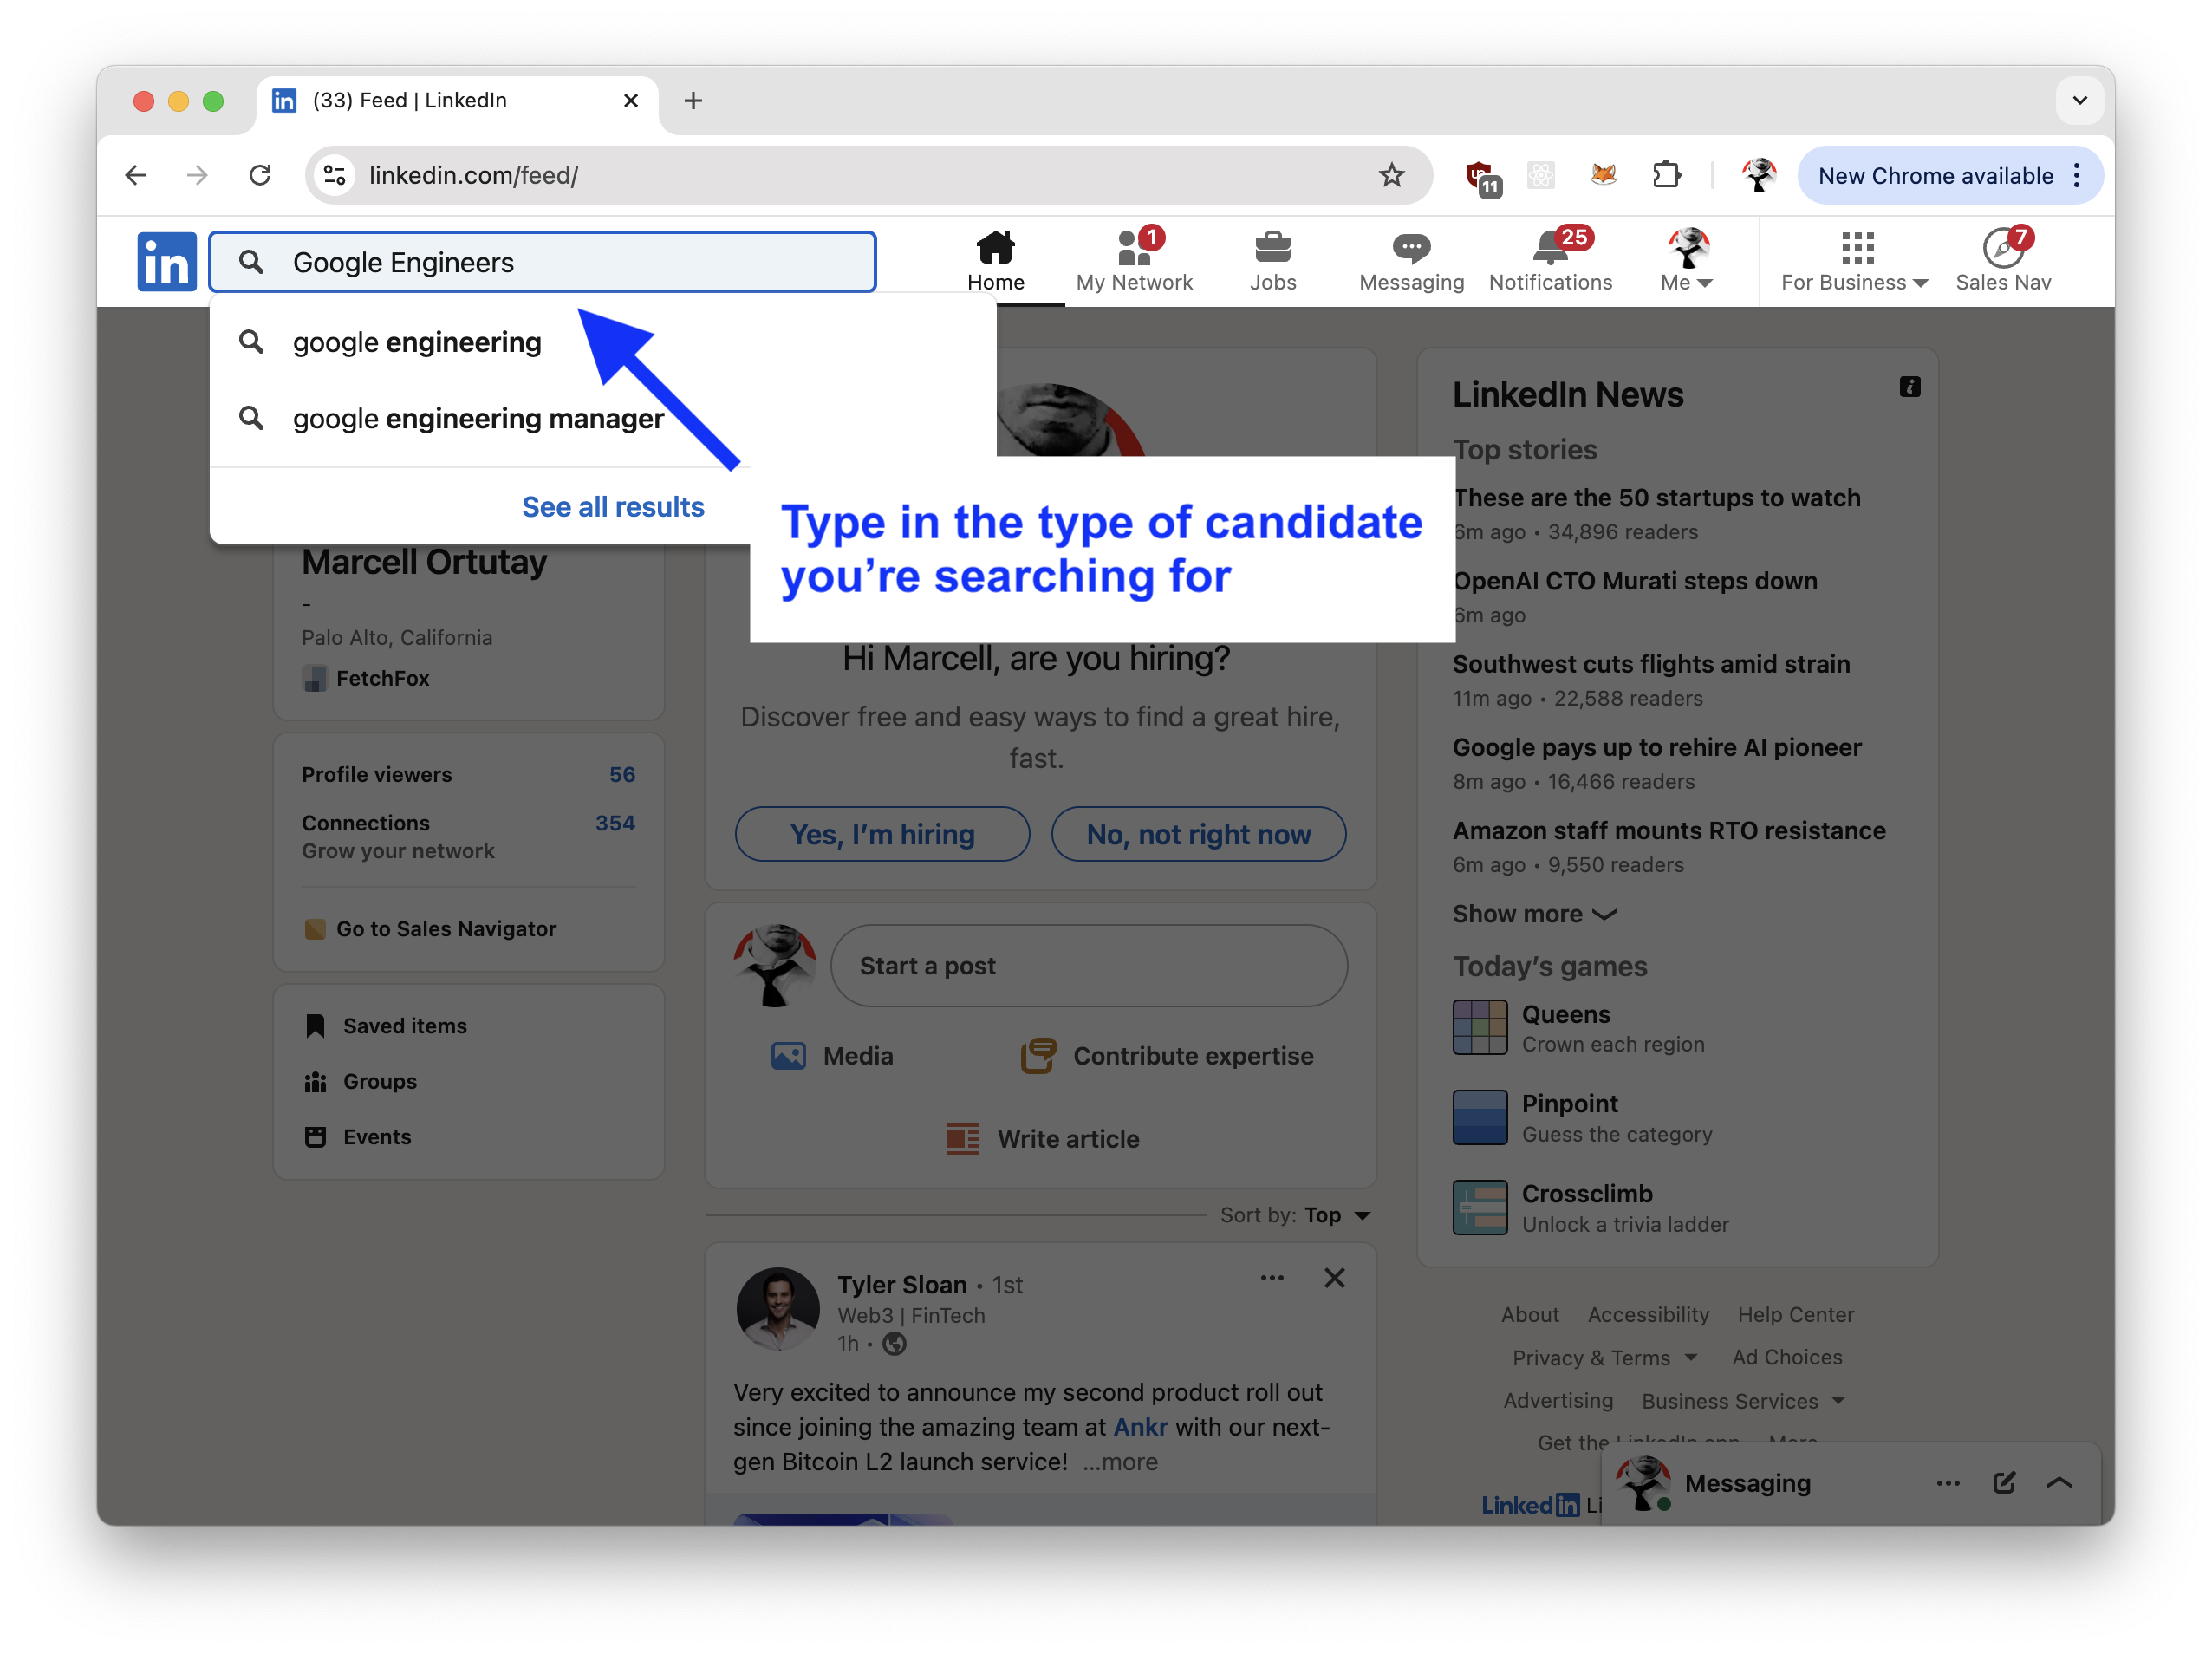 (33) Feed | LinkedIn
linkedin.com/feed/
11
New Chrome available
in
Google Engineers
Home
1
My Network
Jobs
Messaging
25
Notifications
Me
For Business
7
Sales Nav
google engineering
google engineering manager
See all results
Type in the type of candidate
you’re searching for
Marcell Ortutay
-
Palo Alto, California
FetchFox
Profile viewers 56
Connections 354
Grow your network
Go to Sales Navigator
Saved items
Groups
Events
Hi Marcell, are you hiring?
Discover free and easy ways to find a great hire,
fast.
Yes, I’m hiring
No, not right now
Start a post
Media
Contribute expertise
Write article
Sort by: Top
Tyler Sloan • 1st
Web3 | FinTech
1h •
Very excited to announce my second product roll out
since joining the amazing team at Ankr with our next-
gen Bitcoin L2 launch service! ...more
LinkedIn News
Top stories
These are the 50 startups to watch
6m ago • 34,896 readers
OpenAI CTO Murati steps down
6m ago
Southwest cuts flights amid strain
11m ago • 22,588 readers
Google pays up to rehire AI pioneer
8m ago • 16,466 readers
Amazon staff mounts RTO resistance
6m ago • 9,550 readers
Show more
Today’s games
Queens
Crown each region
Pinpoint
Guess the category
Crossclimb
Unlock a trivia ladder
About Accessibility Help Center
Privacy & Terms Ad Choices
Advertising Business Services
Get the LinkedIn app More
LinkedIn Li
Messaging